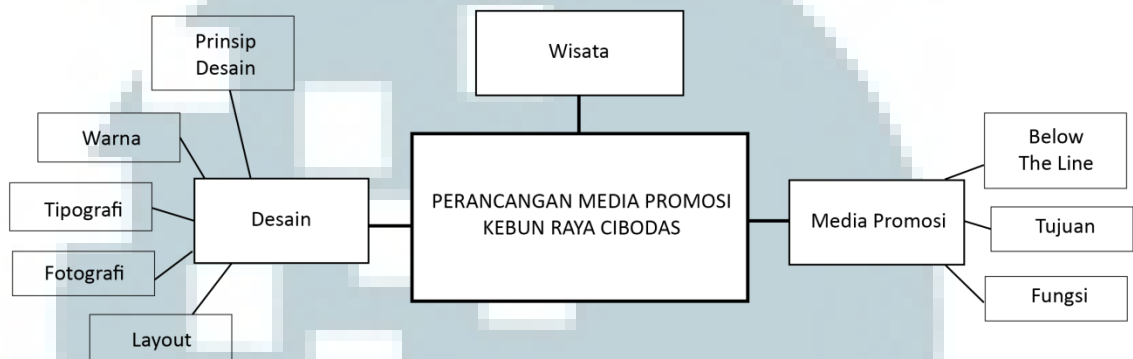 Prinsip
Desain
Wisata
Warna
Below
The Line
Tipografi
Desain
PERANCANGAN MEDIA PROMOSI
KEBUN RAYA CIBODAS
Media Promosi
Tujuan
Fotografi
Fungsi
Layout